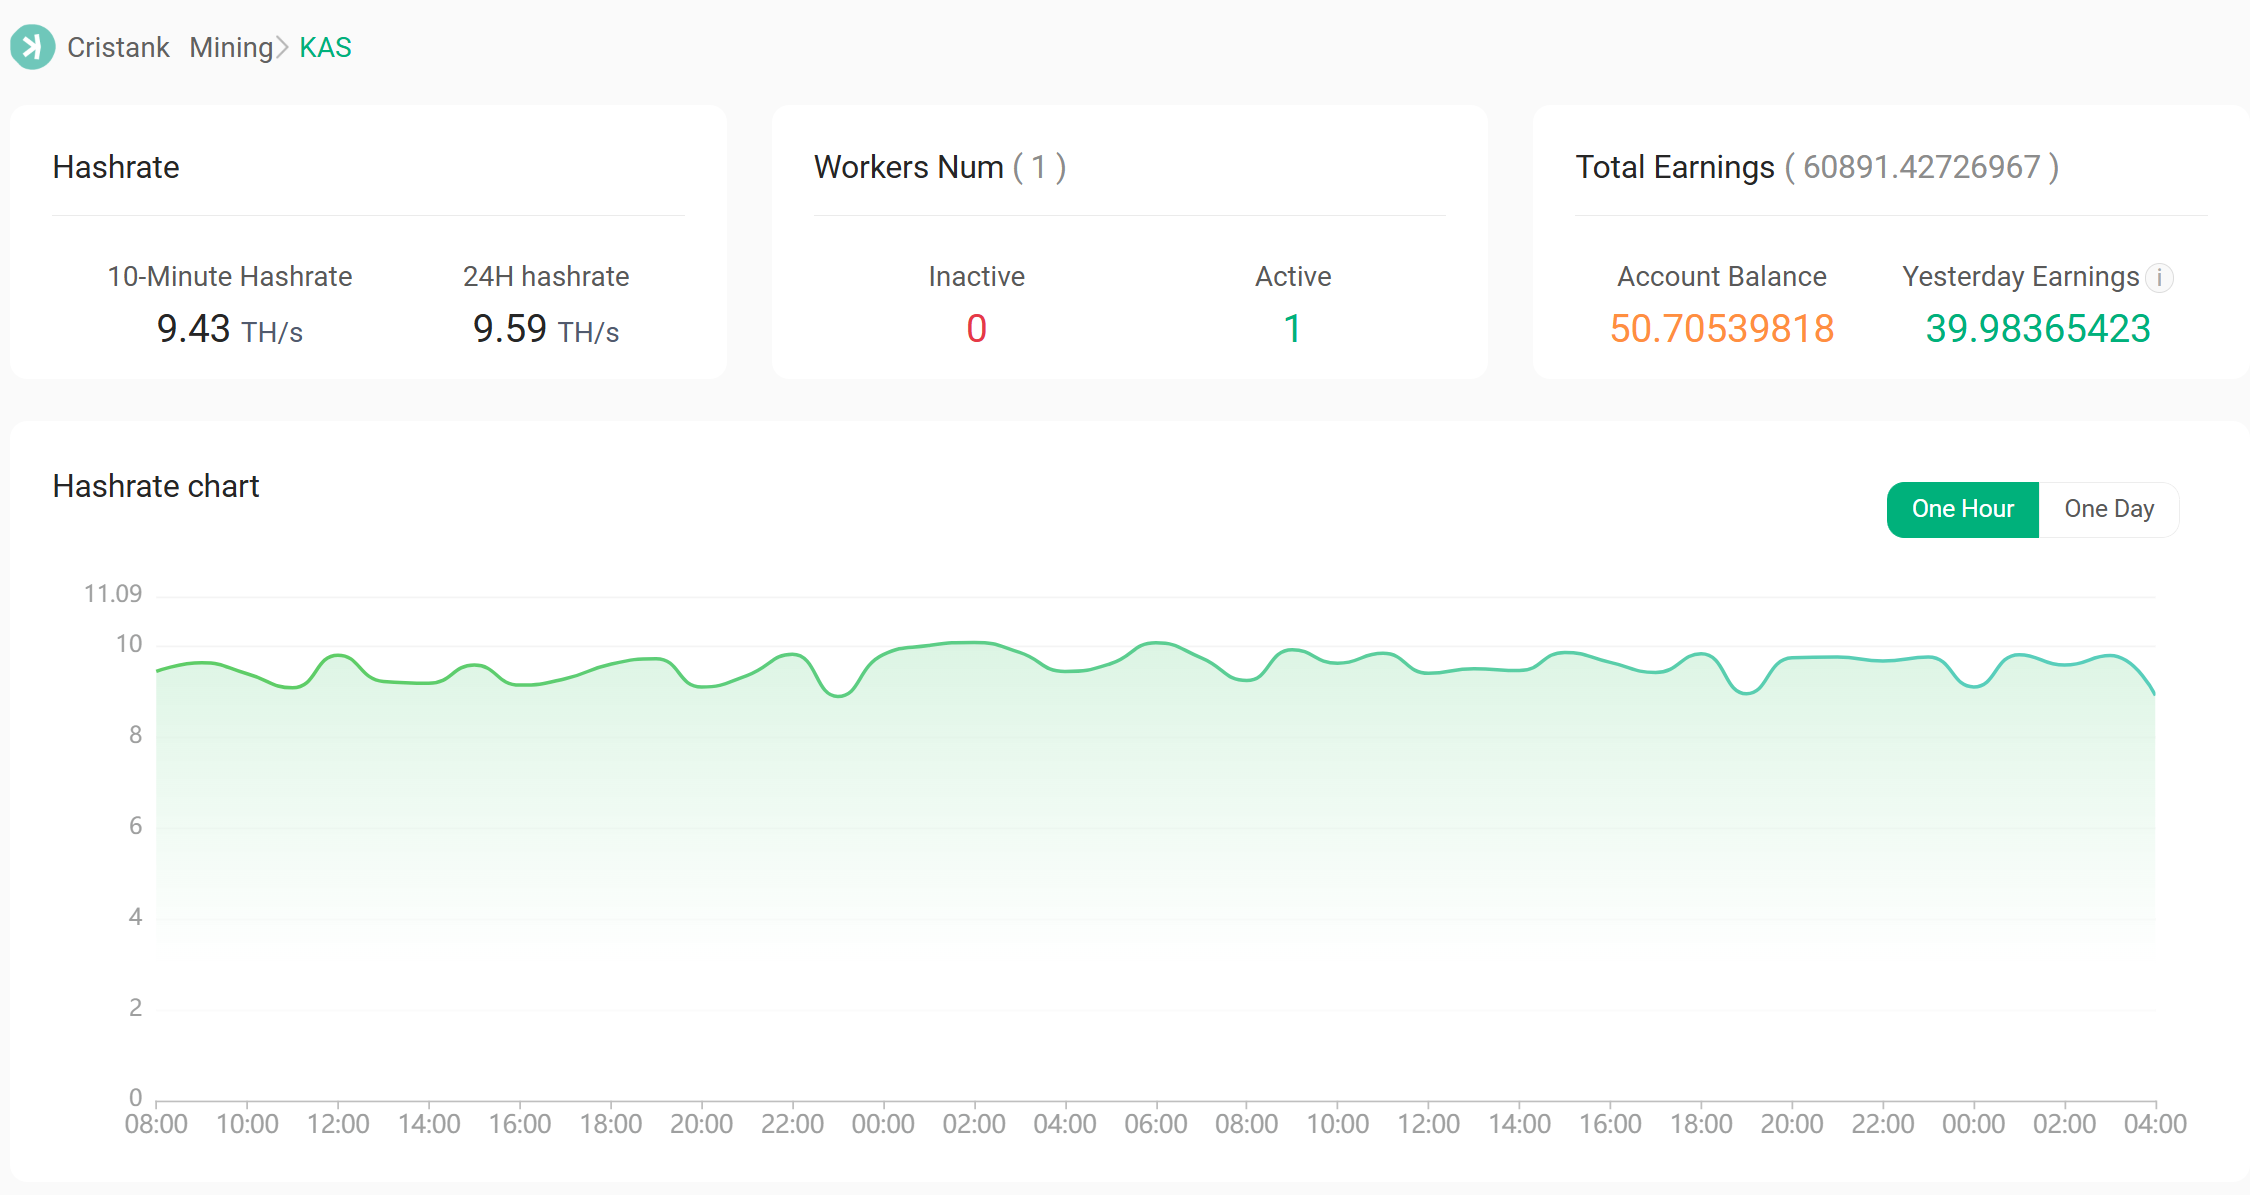 Cristank Mining > KAS
Hashrate
10-Minute Hashrate
9.43 TH/s
24H hashrate
9.59 TH/s
Workers Num ( 1 )
Inactive
0
Active
1
Total Earnings ( 60891.42726967 )
Account Balance
50.70539818
Yesterday Earnings i
39.98365423
Hashrate chart
One Hour One Day
11.09
10
8
6
4
2
0
08:00 10:00 12:00 14:00 16:00 18:00 20:00 22:00 00:00 02:00 04:00 06:00 08:00 10:00 12:00 14:00 16:00 18:00 20:00 22:00 00:00 02:00 04:00